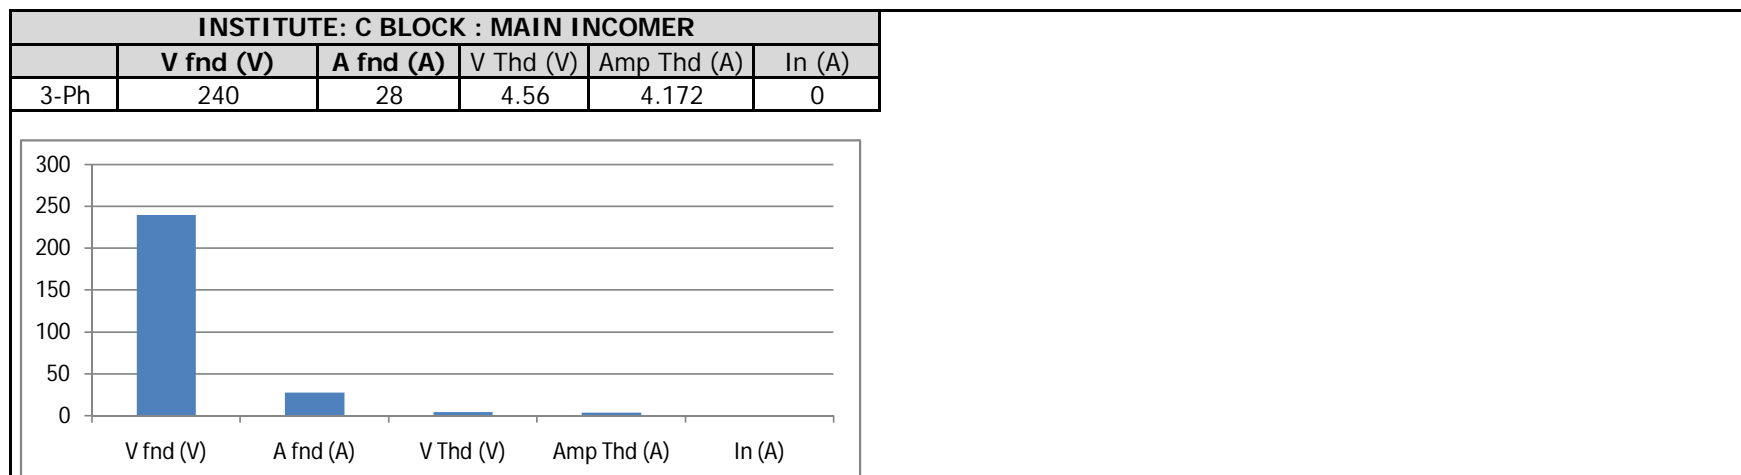 INSTITUTE: C BLOCK : MAIN INCOMER
V fnd (V) A fnd (A) V Thd (V) Amp Thd (A) In (A)
3-Ph 240 28 4.56 4.172 0
300
250
200
150
100
50
0
V fnd (V) A fnd (A) V Thd (V) Amp Thd (A) In (A)